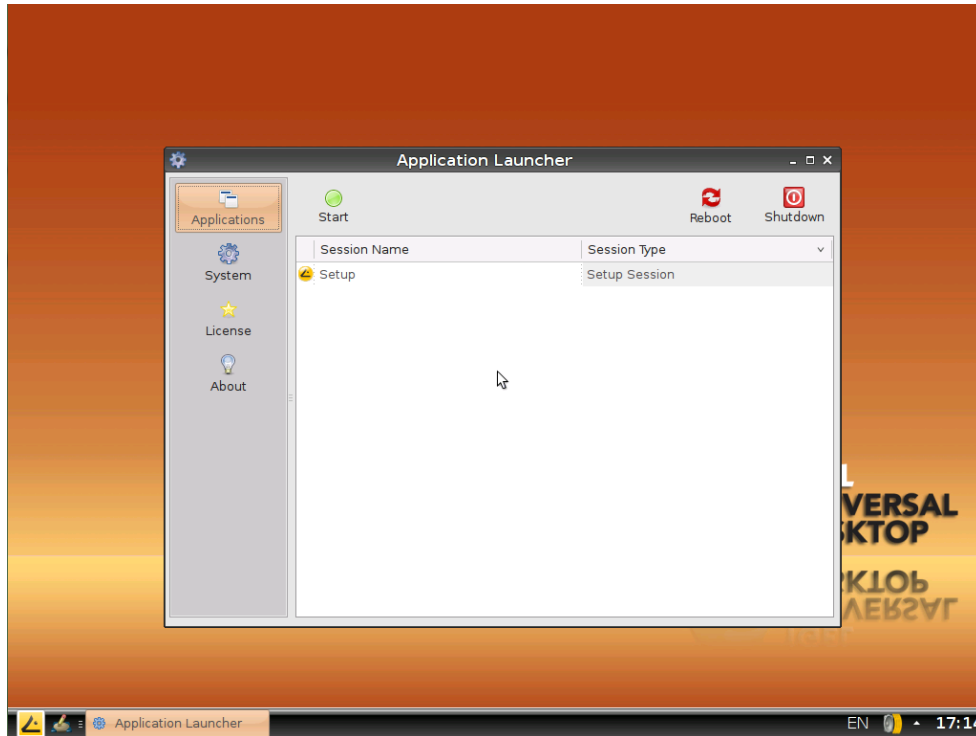 Application Launcher
Applications
Start
Reboot
Shutdown
Session Name
Session Type
System
Setup
Setup Session
License
About
VERSAL
KTOP
Application Launcher
EN
17:14